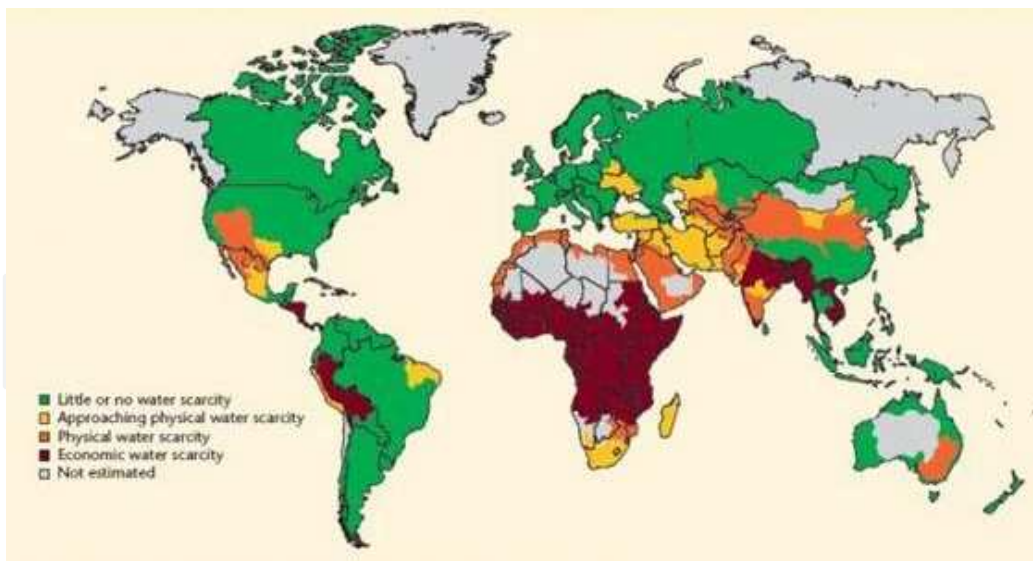 Little or no water scarcity
Approaching physical water scarcity
Physical water scarcity
Economic water scarcity
Not estimated